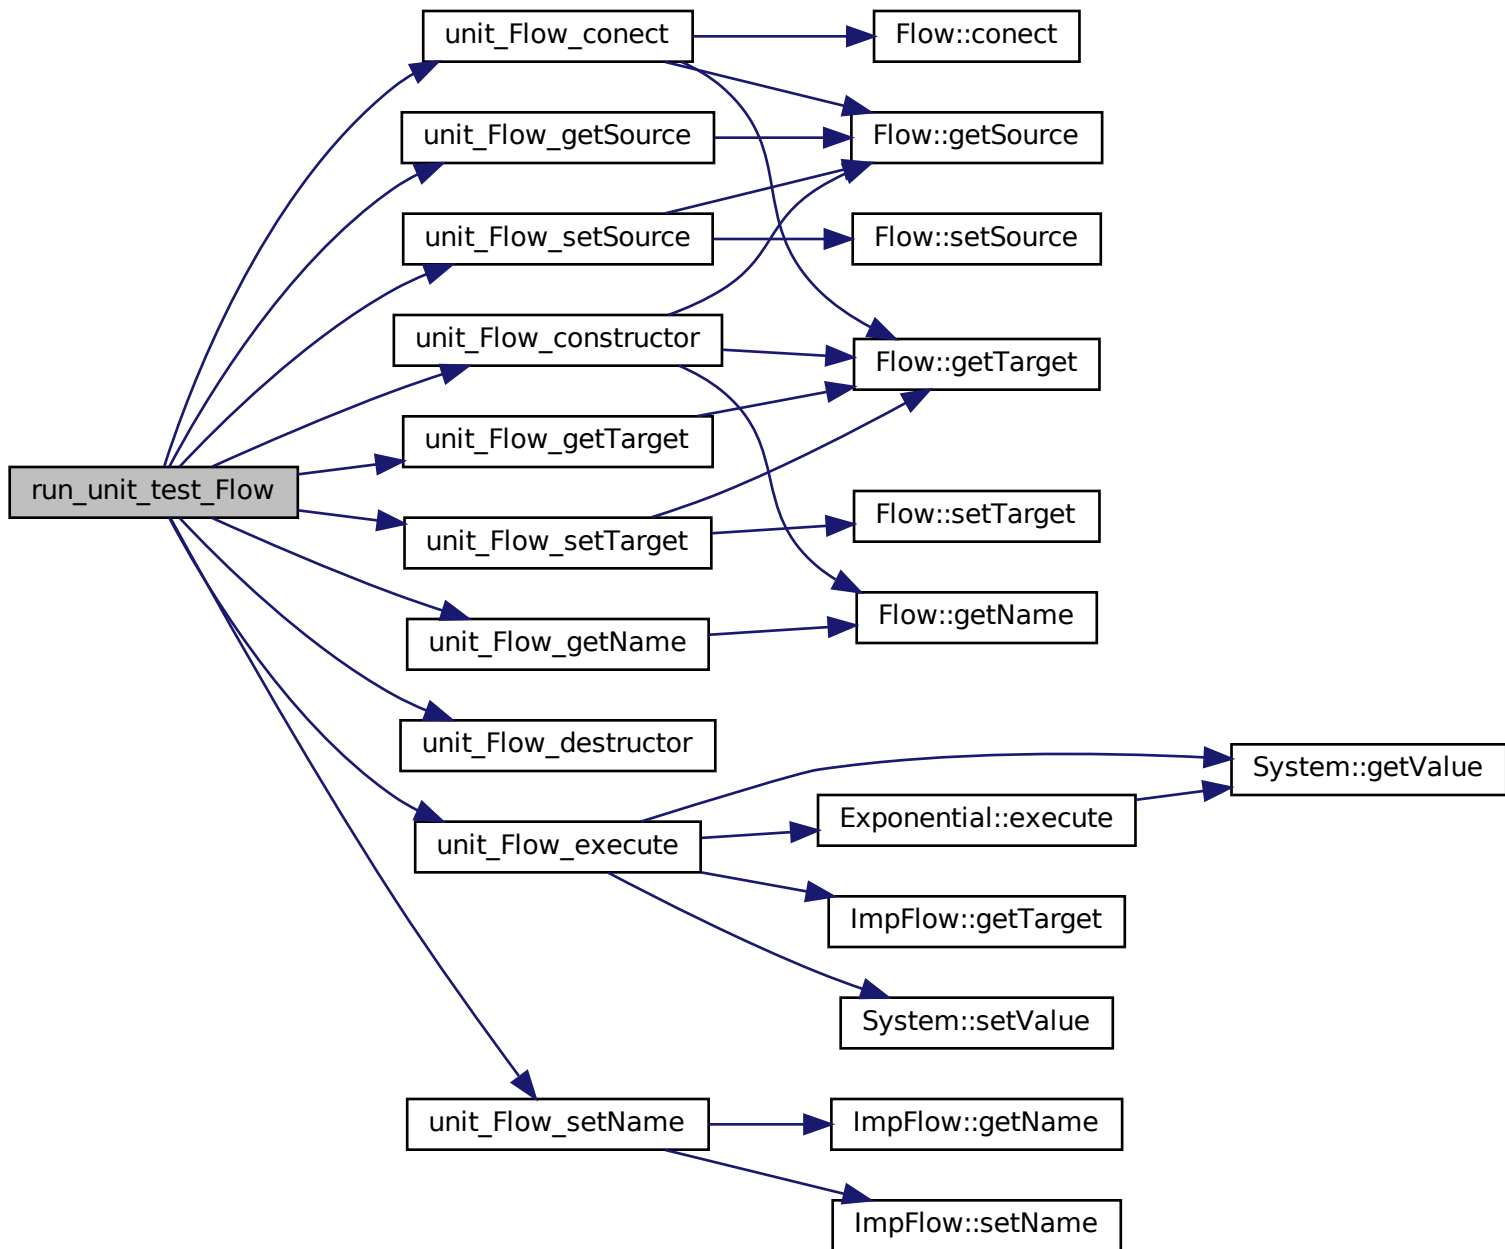 unit_Flow_conect
Flow::conect
unit_Flow_getSource
Flow::getSource
unit_Flow_setSource
Flow::setSource
unit_Flow_constructor
Flow::getTarget
unit_Flow_getTarget
run_unit_test_Flow
Flow::setTarget
unit_Flow_setTarget
Flow::getName
unit_Flow_getName
unit_Flow_destructor
System::getValue
Exponential::execute
unit_Flow_execute
ImpFlow::getTarget
System::setValue
unit_Flow_setName
ImpFlow::getName
ImpFlow::setName